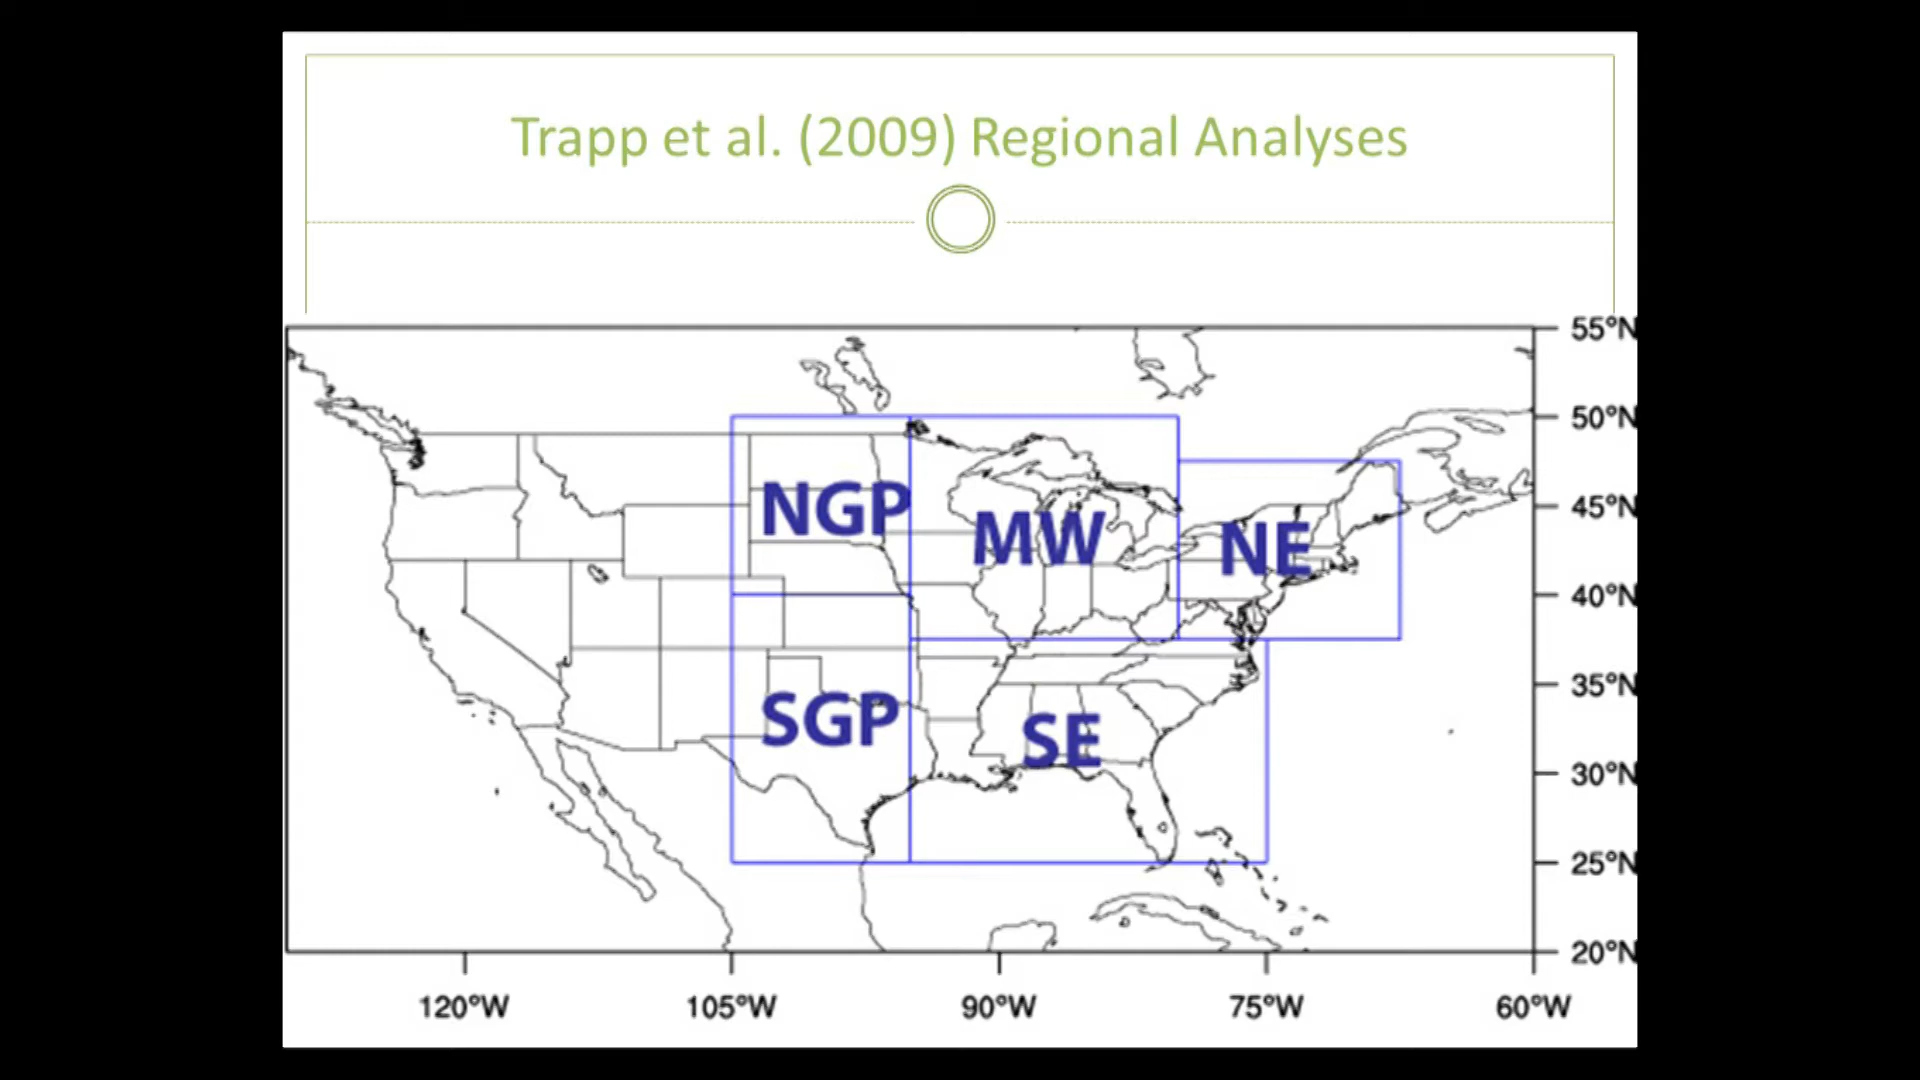 Trapp et al. (2009) Regional Analyses
55°N
50°N
NGP
45°N
MW
NE
40°N
35°N
SGP
SE
30°N
25°N
20°N
120°W 105°W 90°W 75°W 60°W